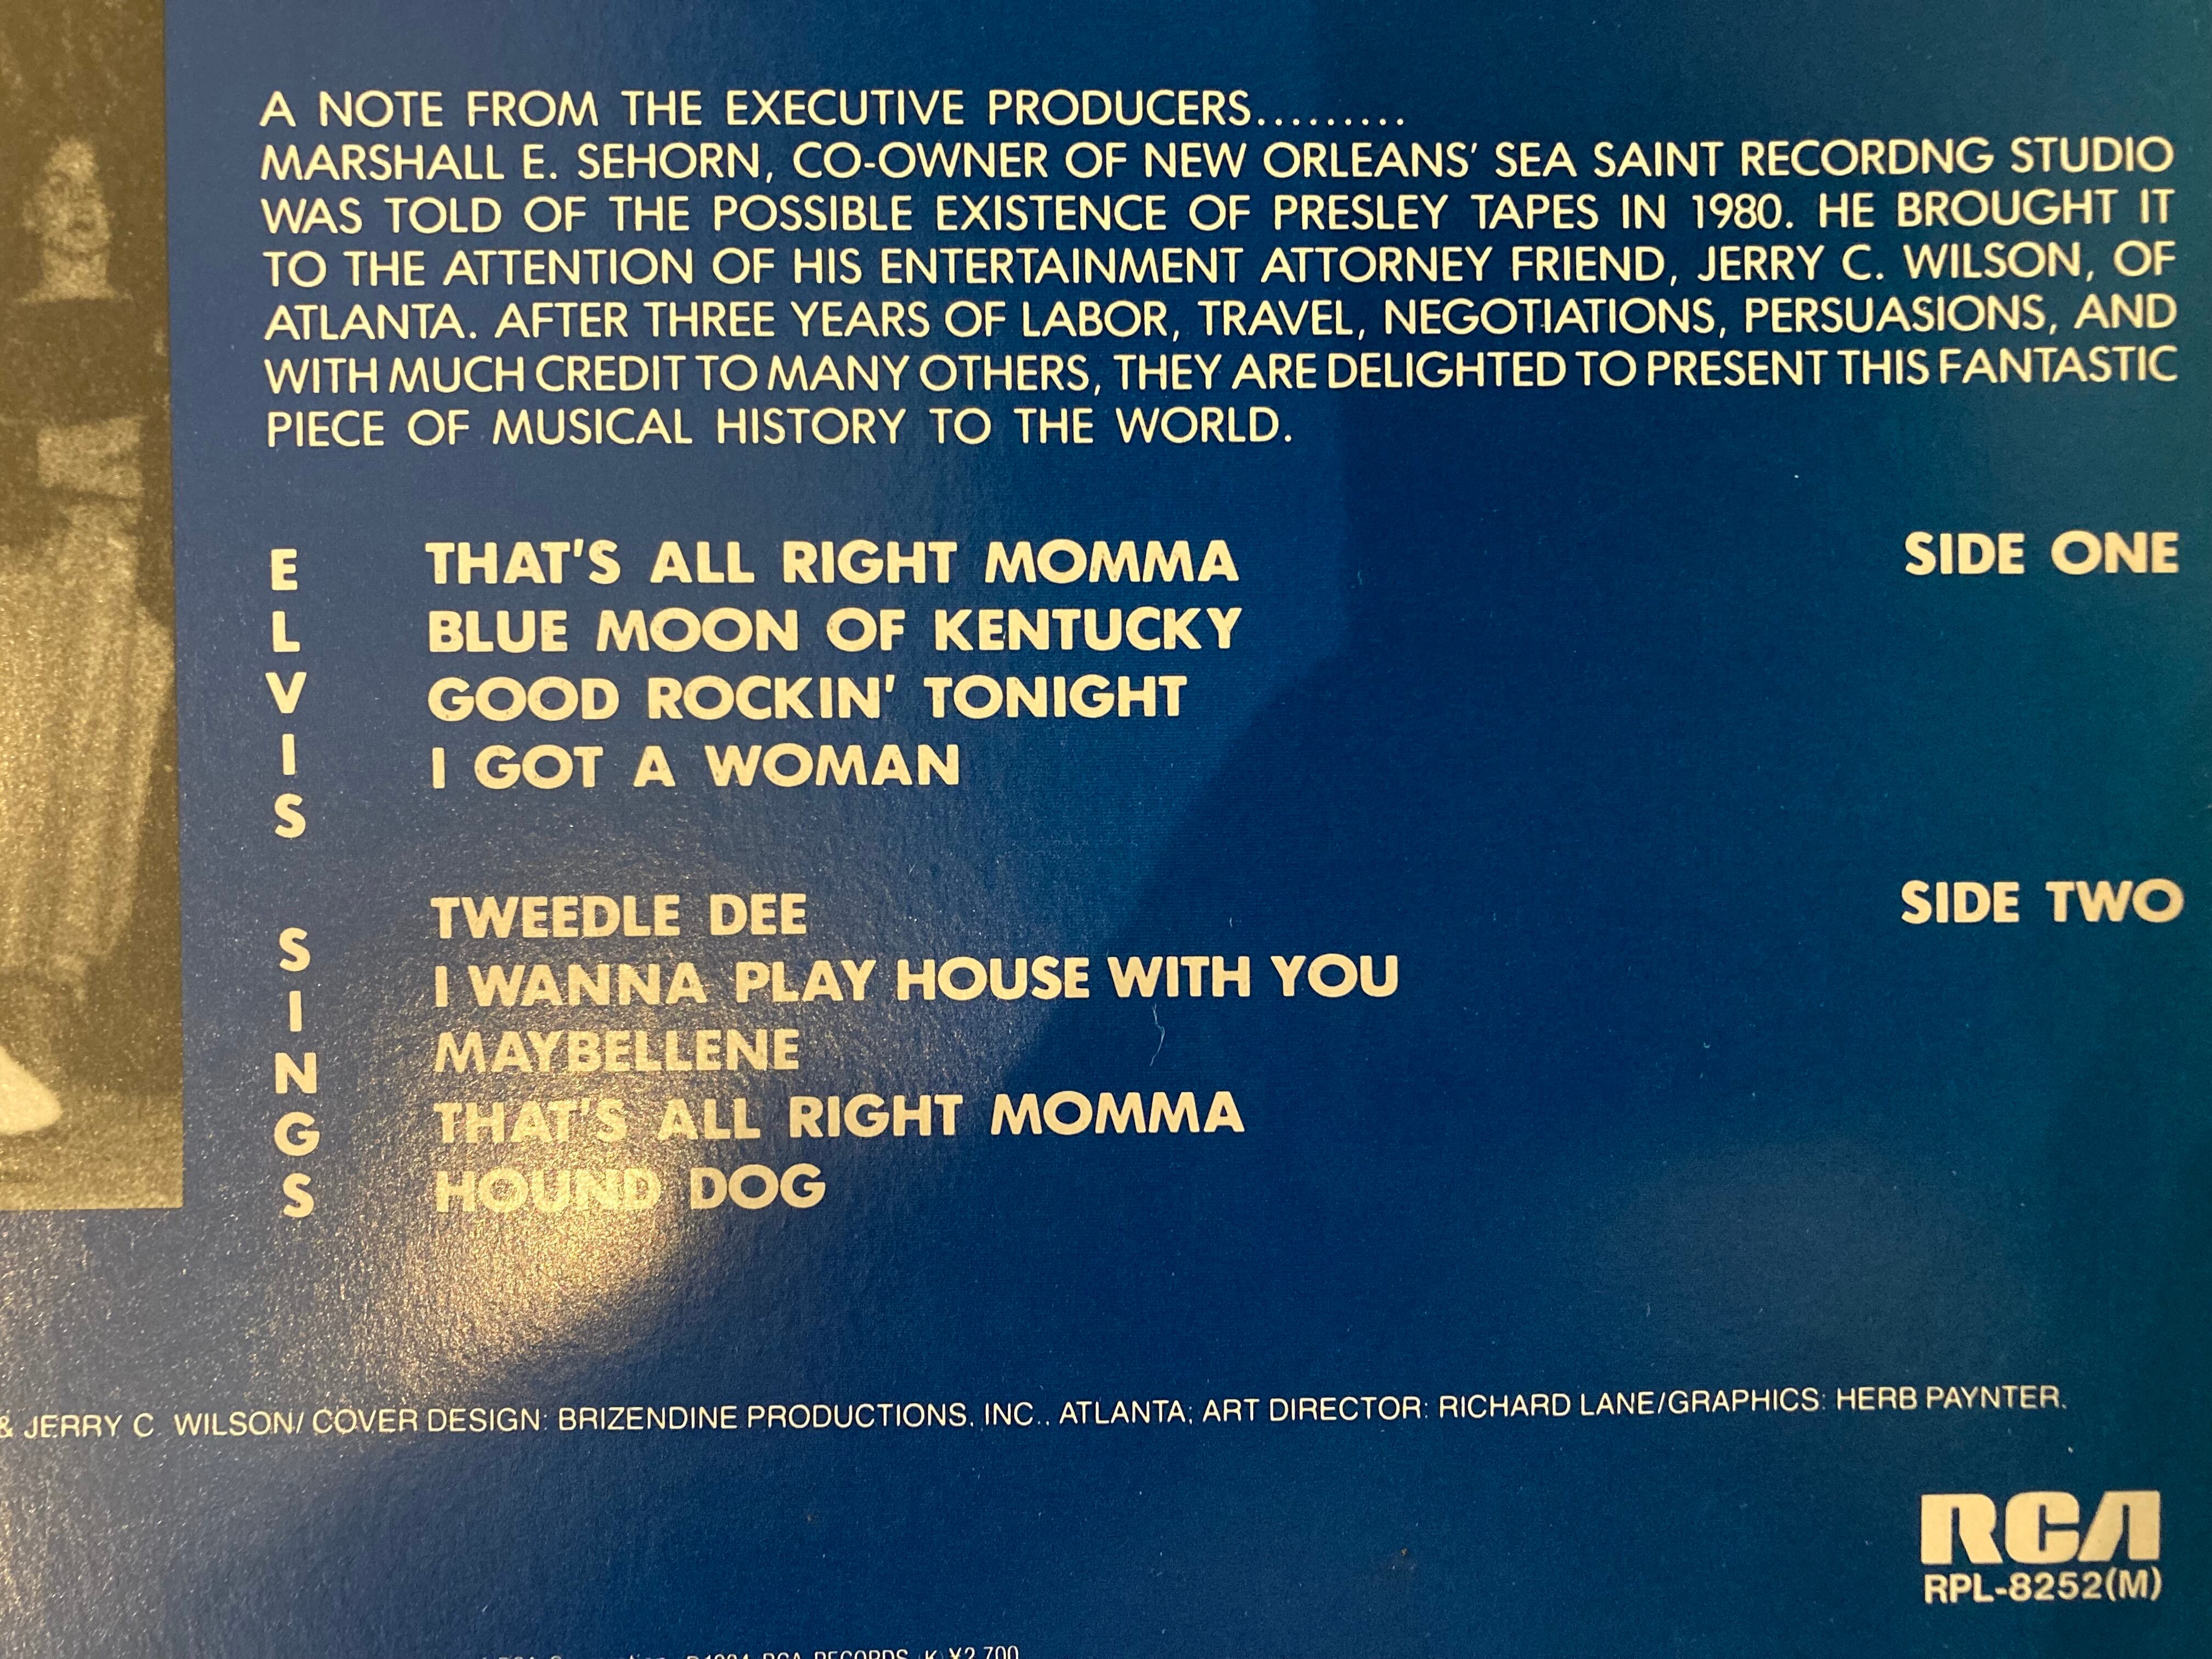 A NOTE FROM THE EXECUTIVE PRODUCERS.........
MARSHALL E. SEHORN, CO-OWNER OF NEW ORLEANS' SEA SAINT RECORDNG STUDIO
WAS TOLD OF THE POSSIBLE EXISTENCE OF PRESLEY TAPES IN 1980. HE BROUGHT IT
TO THE ATTENTION OF HIS ENTERTAINMENT ATTORNEY FRIEND, JERRY C. WILSON, OF
ATLANTA. AFTER THREE YEARS OF LABOR, TRAVEL, NEGOTIATIONS, PERSUASIONS, AND
WITH MUCH CREDIT TO MANY OTHERS, THEY ARE DELIGHTED TO PRESENT THIS FANTASTIC
PIECE OF MUSICAL HISTORY TO THE WORLD.
ELVIS
THAT'S ALL RIGHT MOMMA SIDE ONE
BLUE MOON OF KENTUCKY
GOOD ROCKIN' TONIGHT
I GOT A WOMAN
SINGS
TWEEDLE DEE SIDE TWO
I WANNA PLAY HOUSE WITH YOU
MAYBELLENE
THAT'S ALL RIGHT MOMMA
HOUND DOG
& JERRY C. WILSON/ COVER DESIGN: BRIZENDINE PRODUCTIONS, INC., ATLANTA; ART DIRECTOR: RICHARD LANE/GRAPHICS: HERB PAYNTER.
RCA
RPL-8252(M)
RCA RECORDS (K) ¥2,700